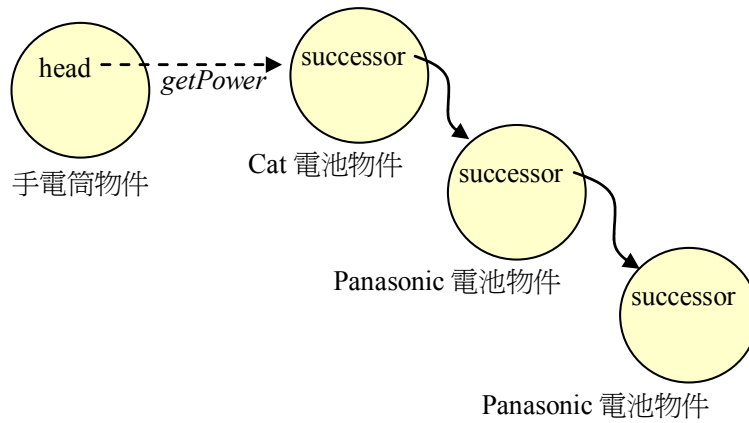 head
getPower
successor
手電筒物件
Cat 電池物件
successor
Panasonic 電池物件
successor
Panasonic 電池物件